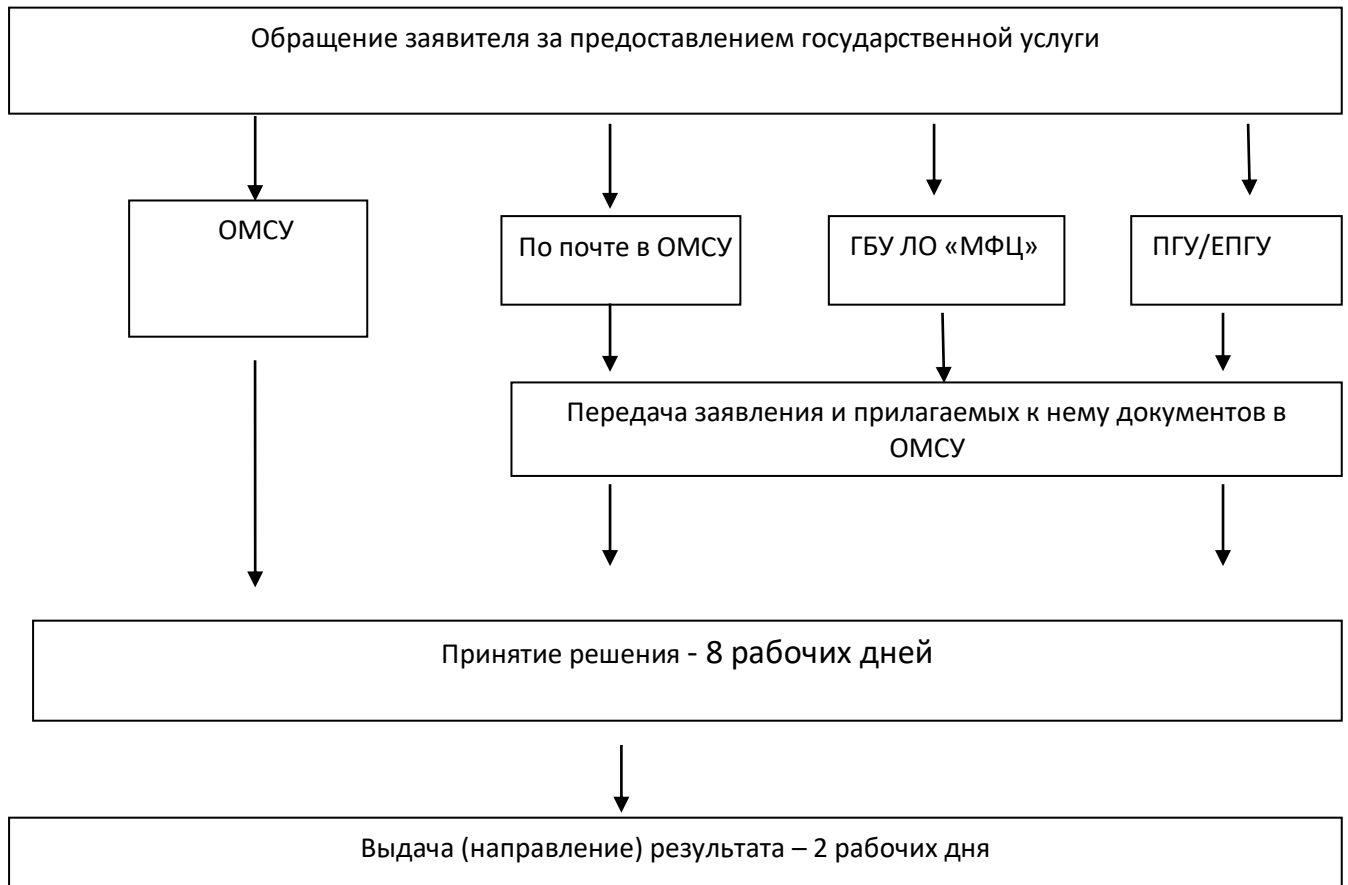 Обращение заявителя за предоставлением государственной услуги
ОМСУ
По почте в ОМСУ
ГБУ ЛО «МФЦ»
ПГУ/ЕПГУ
Передача заявления и прилагаемых к нему документов в
ОМСУ
Принятие решения - 8 рабочих дней
Выдача (направление) результата – 2 рабочих дня